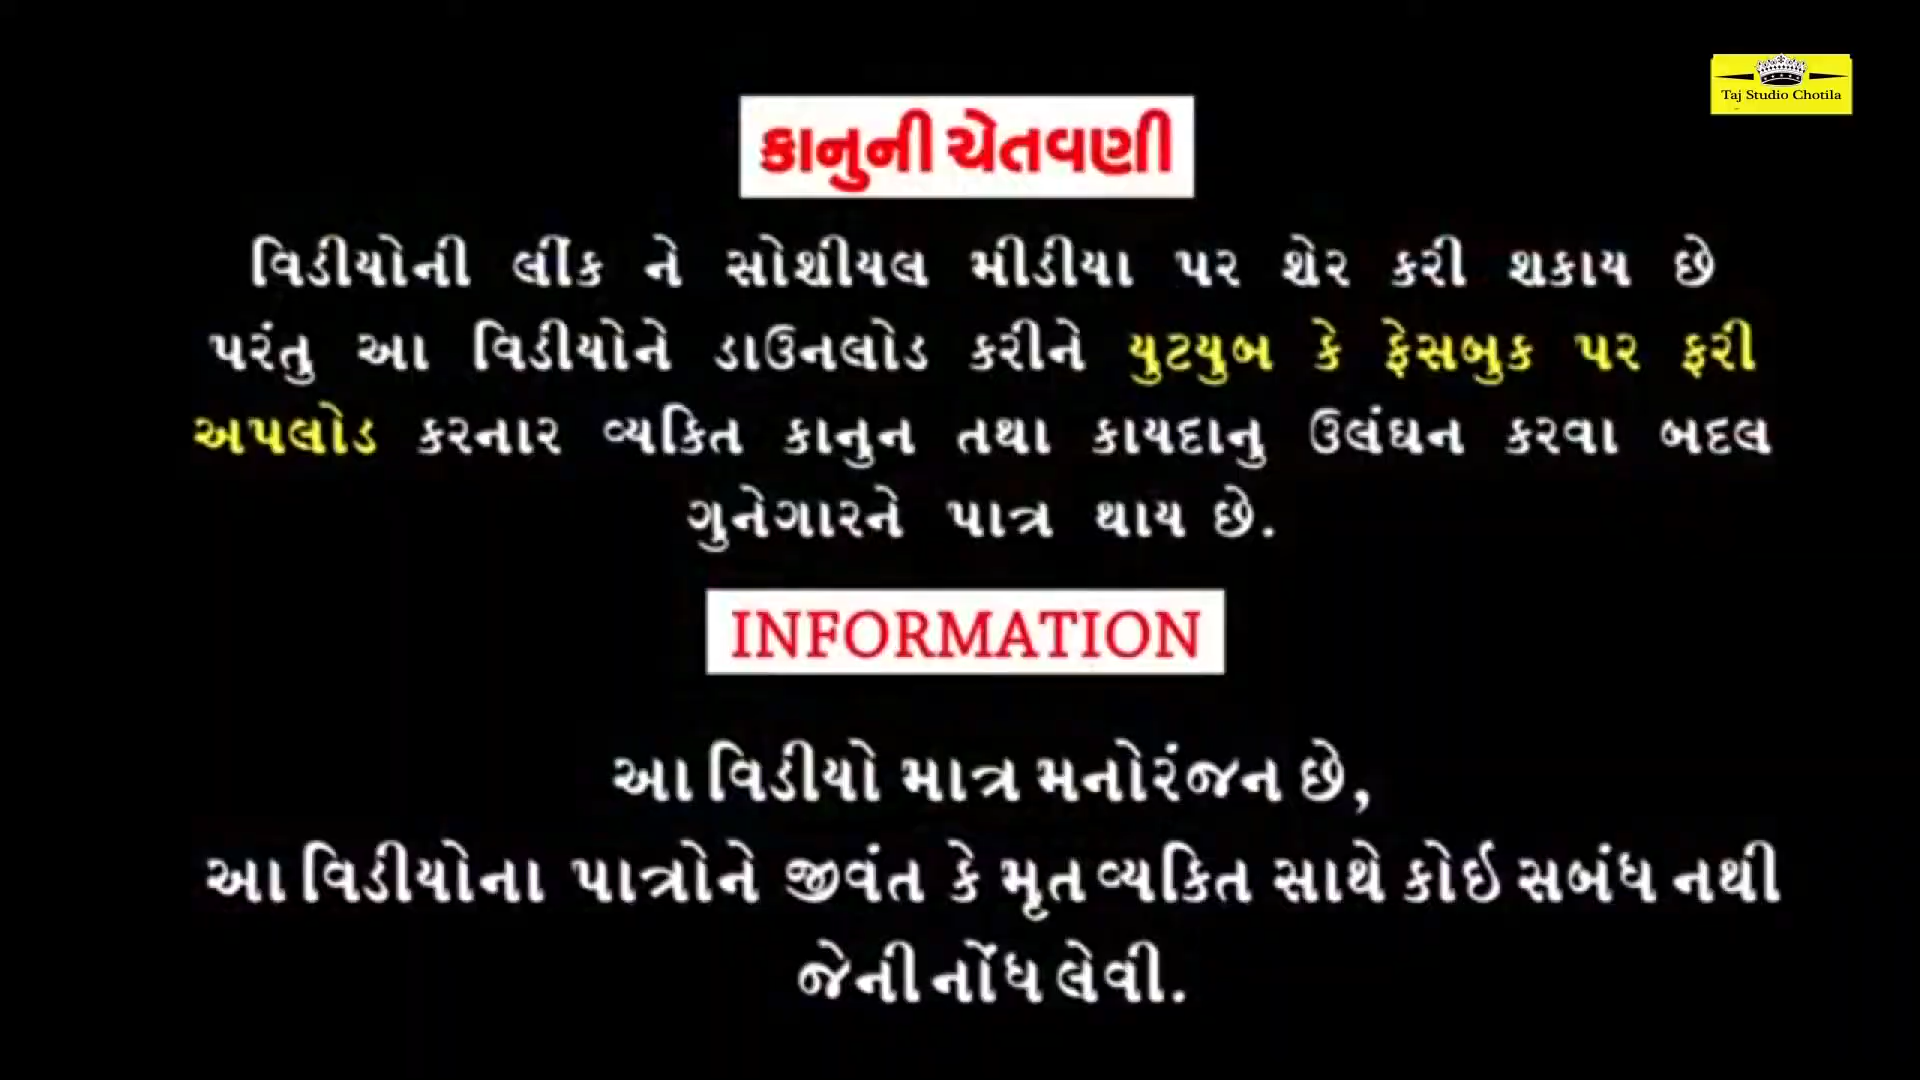 Taj Studio Chotila
કાનુની ચેતવણી
વિડીયોની લીંક ને સોશીયલ મીડીયા પર શેર કરી શકાય છે
પરંતુ આ વિડીયોને ડાઉનલોડ કરીને યુટયુબ કે ફેસબુક પર ફરી
અપલોડ કરનાર વ્યકિત કાનુન તથા કાયદાનુ ઉલંઘન કરવા બદલ
ગુનેગારને પાત્ર થાય છે.
INFORMATION
આ વિડીયો માત્ર મનોરંજન છે,
આ વિડીયોના પાત્રોને જીવંત કે મૃત વ્યકિત સાથે કોઇ સબંધ નથી
જેની નોંધ લેવી.